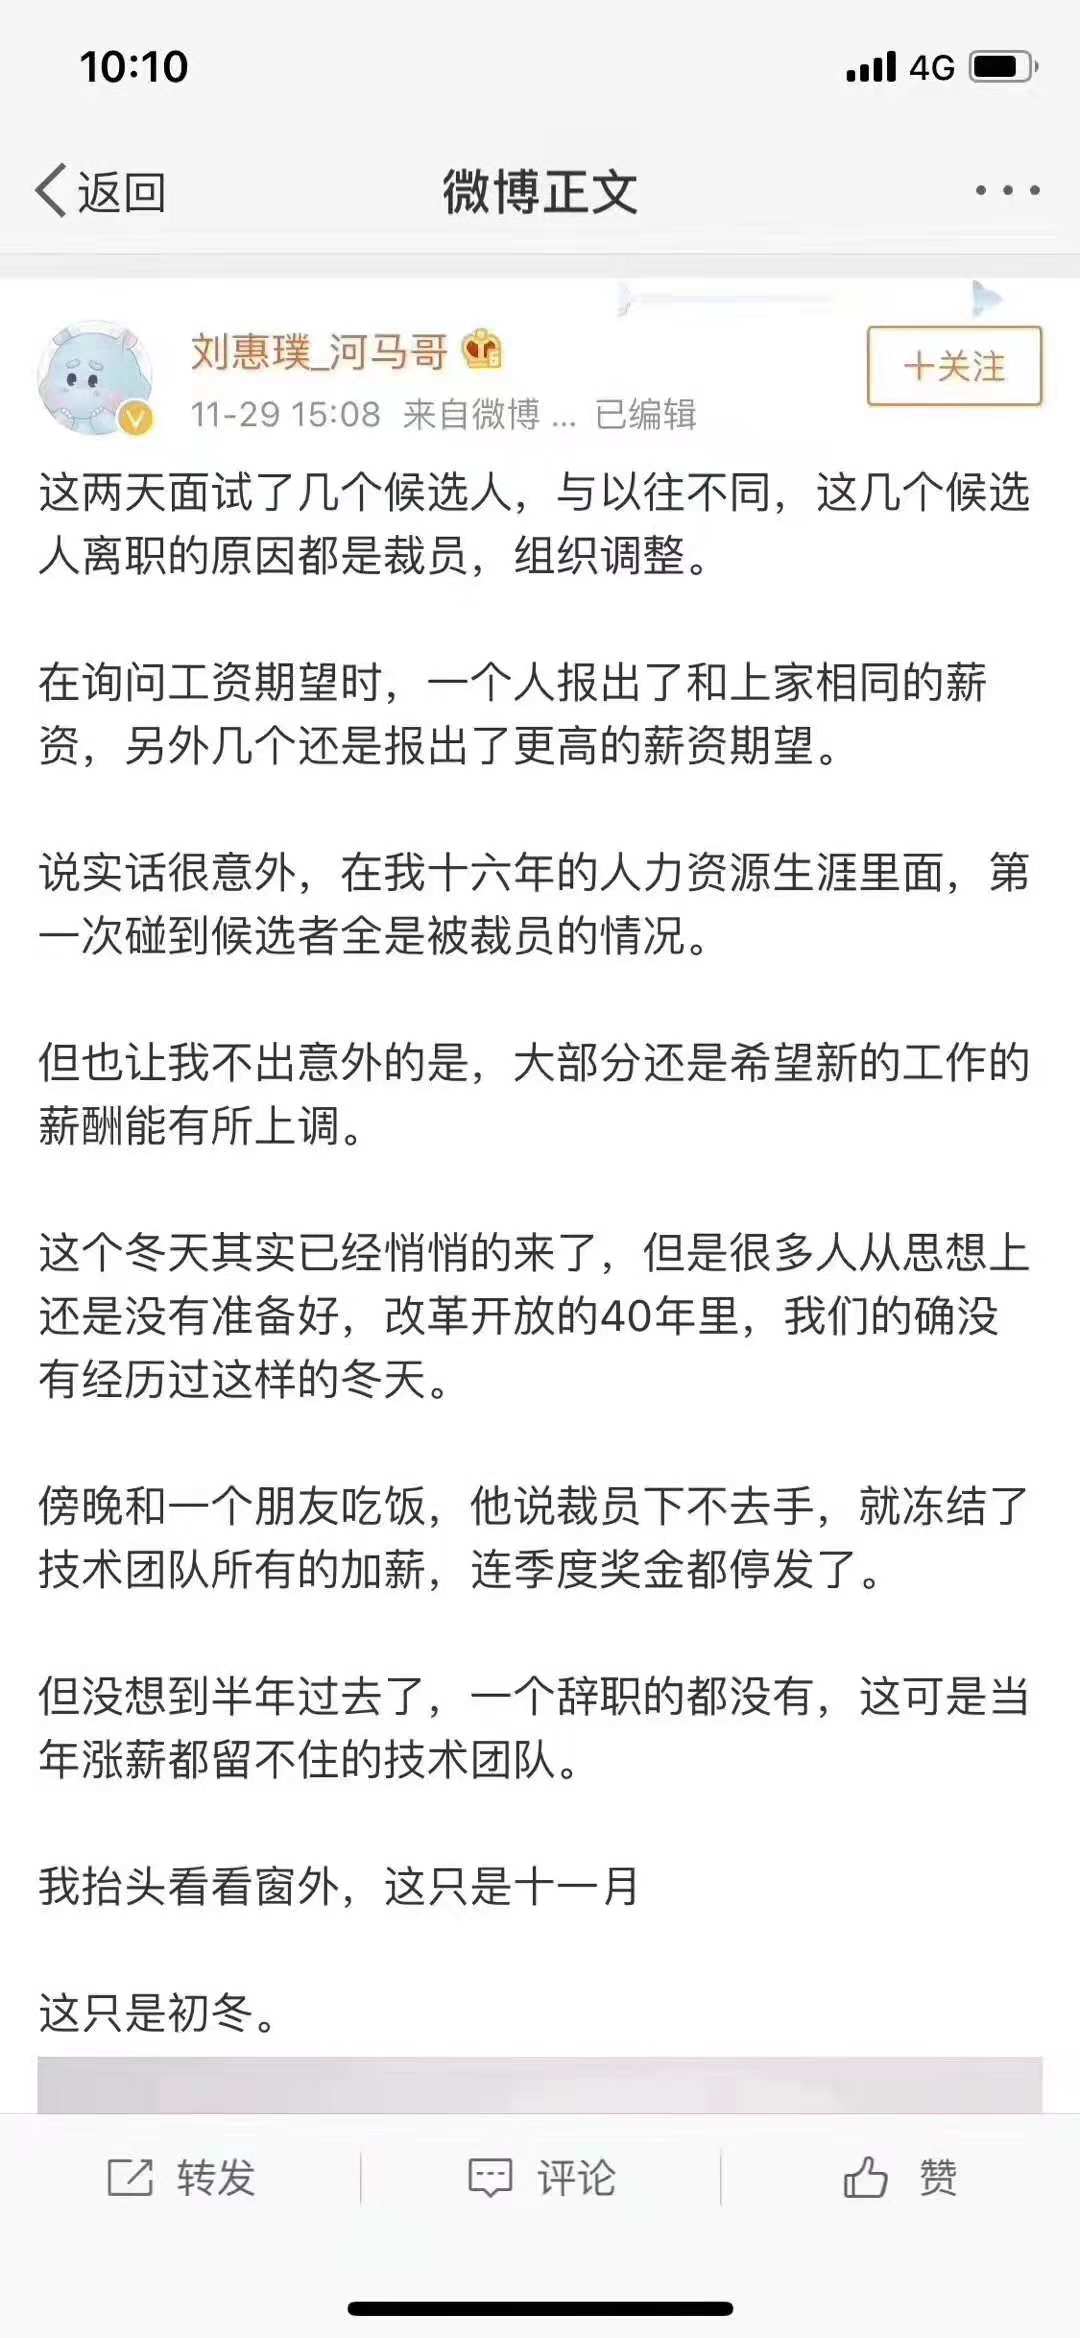 10:10
4G
返回
微博正文
刘惠璞_河马哥
十关注
11-29 15:08 来自微博 ... 已编辑
这两天面试了几个候选人，与以往不同，这几个候选
人离职的原因都是裁员，组织调整。
在询问工资期望时，一个人报出了和上家相同的薪
资，另外几个还是报出了更高的薪资期望。
说实话很意外，在我十六年的人力资源生涯里面，第
一次碰到候选者全是被裁员的情况。
但也让我不出意外的是，大部分还是希望新的工作的
薪酬能有所上调。
这个冬天其实已经悄悄的来了，但是很多人从思想上
还是没有准备好，改革开放的40年里，我们的确没
有经历过这样的冬天。
傍晚和一个朋友吃饭，他说裁员下不去手，就冻结了
技术团队所有的加薪，连季度奖金都停发了。
但没想到半年过去了，一个辞职的都没有，这可是当
年涨薪都留不住的技术团队。
我抬头看看窗外，这只是十一月
这只是初冬。
转发
评论
赞